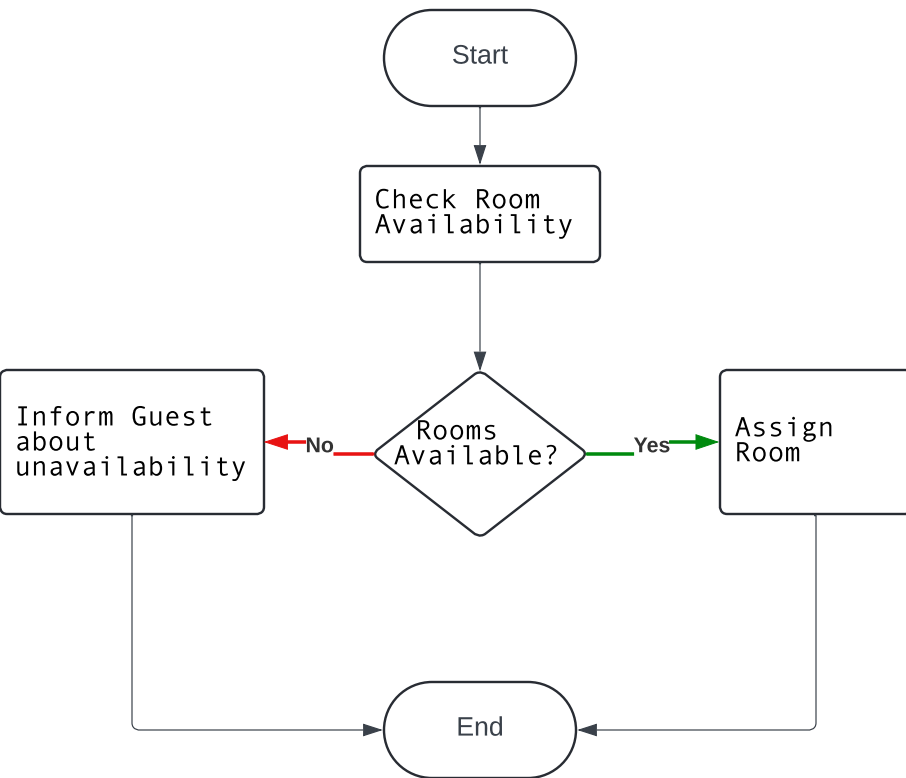 Start
Check Room
Availability
Inform Guest
about
unavailability
No
Rooms
Available?
Yes
Assign
Room
End